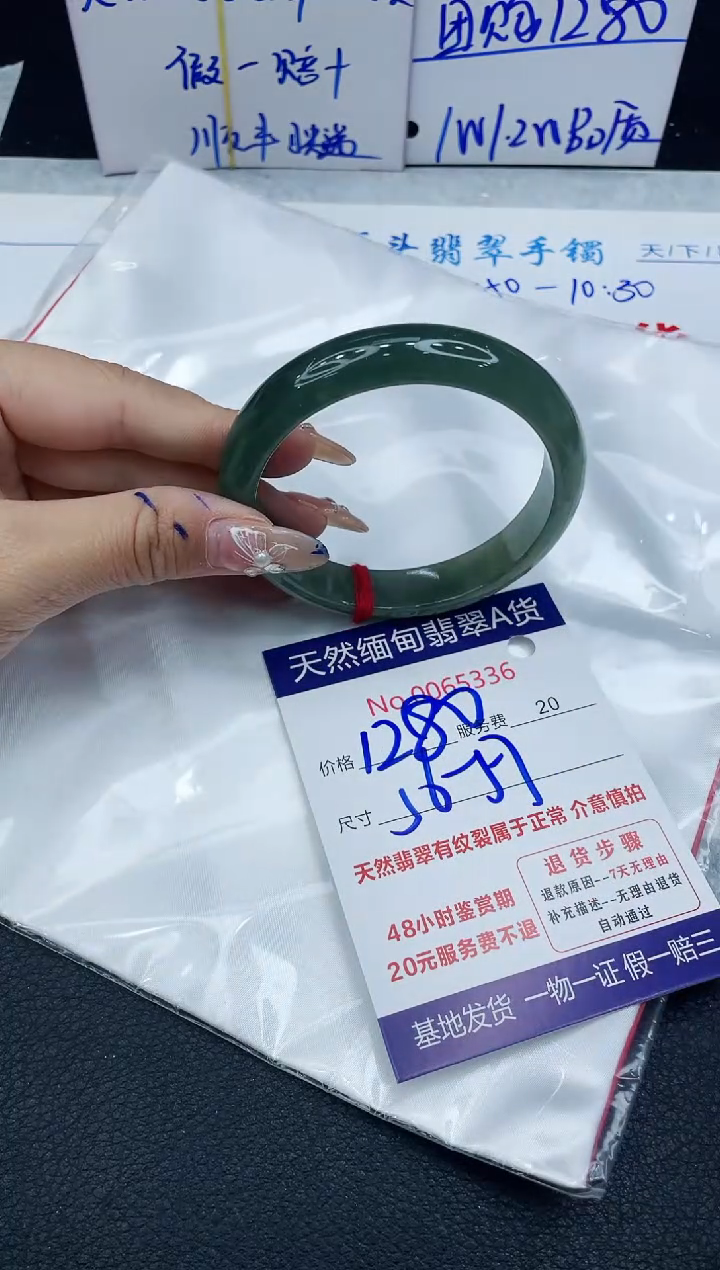 假一赔十
顺丰
团购1280
1W1.2W品质
翡翠手镯
天下
-10:30
天然缅甸翡翠A货
No.0065336
价格 1280 服务费 20
尺寸
天然翡翠有纹裂属于正常 介意慎拍
48小时鉴赏期
20元服务费不退
退货步骤
退款原因--7天无理由
补充描述--无理由退货
自动通过
基地发货 一物一证 假一赔三